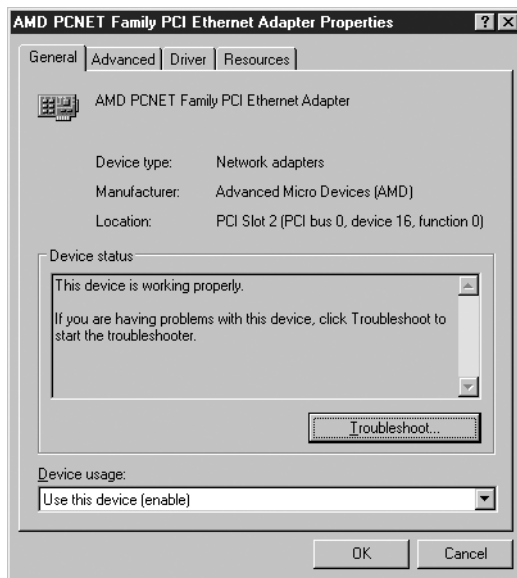 AMD PCNET Family PCI Ethernet Adapter Properties
General Advanced Driver Resources
AMD PCNET Family PCI Ethernet Adapter
Device type: Network adapters
Manufacturer: Advanced Micro Devices (AMD)
Location: PCI Slot 2 (PCI bus 0, device 16, function 0)
Device status
This device is working properly.
If you are having problems with this device, click Troubleshoot to
start the troubleshooter.
Troubleshoot...
Device usage:
Use this device (enable)
OK Cancel